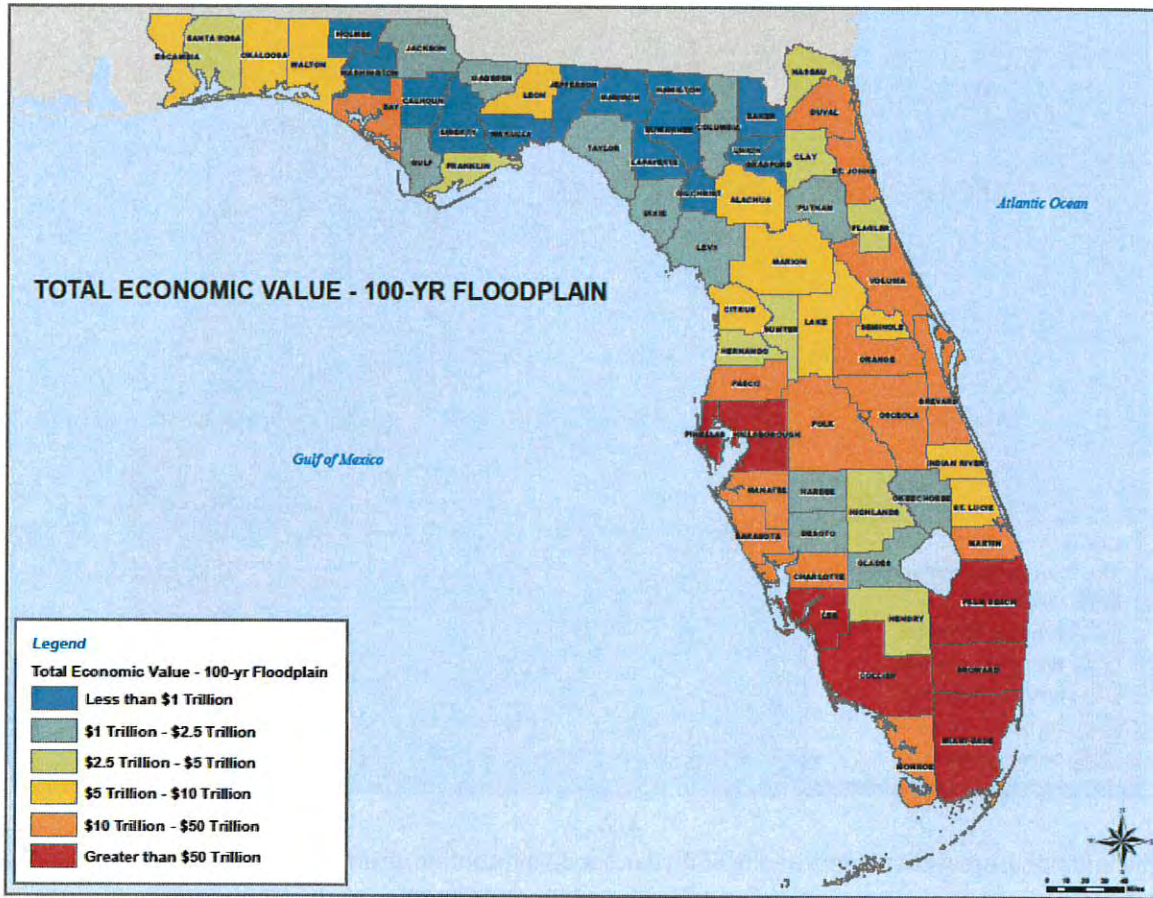 HOLMES
JACKSON
SANTA ROSA
ESCAMBIA
OKALOOSA
WALTON
WASHINGTON
GADSDEN
BAY
CALHOUN
LEON
JEFFERSON
MADISON
HAMILTON
NASSAU
LIBERTY
WAKULLA
SUWANNEE
COLUMBIA
BAKER
DUVAL
GULF
FRANKLIN
TAYLOR
LAFAYETTE
UNION
BRADFORD
CLAY
ST. JOHNS
GILCHRIST
ALACHUA
PUTNAM
DIXIE
FLAGLER
LEVY
Atlantic Ocean
MARION
VOLUSIA
TOTAL ECONOMIC VALUE - 100-YR FLOODPLAIN
CITRUS
SUMTER
LAKE
SEMINOLE
HERNANDO
ORANGE
PASCO
BREVARD
OSCEOLA
POLK
PINELLAS
HILLSBOROUGH
Gulf of Mexico
INDIAN RIVER
MANATEE
HARDEE
OKEECHOBEE
HIGHLANDS
ST. LUCIE
SARASOTA
DESOTO
MARTIN
GLADES
CHARLOTTE
PALM BEACH
LEE
HENDRY
COLLIER
BROWARD
MIAMI-DADE
MONROE
Legend
Total Economic Value - 100-yr Floodplain
Less than $1 Trillion
$1 Trillion - $2.5 Trillion
$2.5 Trillion - $5 Trillion
$5 Trillion - $10 Trillion
$10 Trillion - $50 Trillion
Greater than $50 Trillion
0 10 20 30 40
Miles